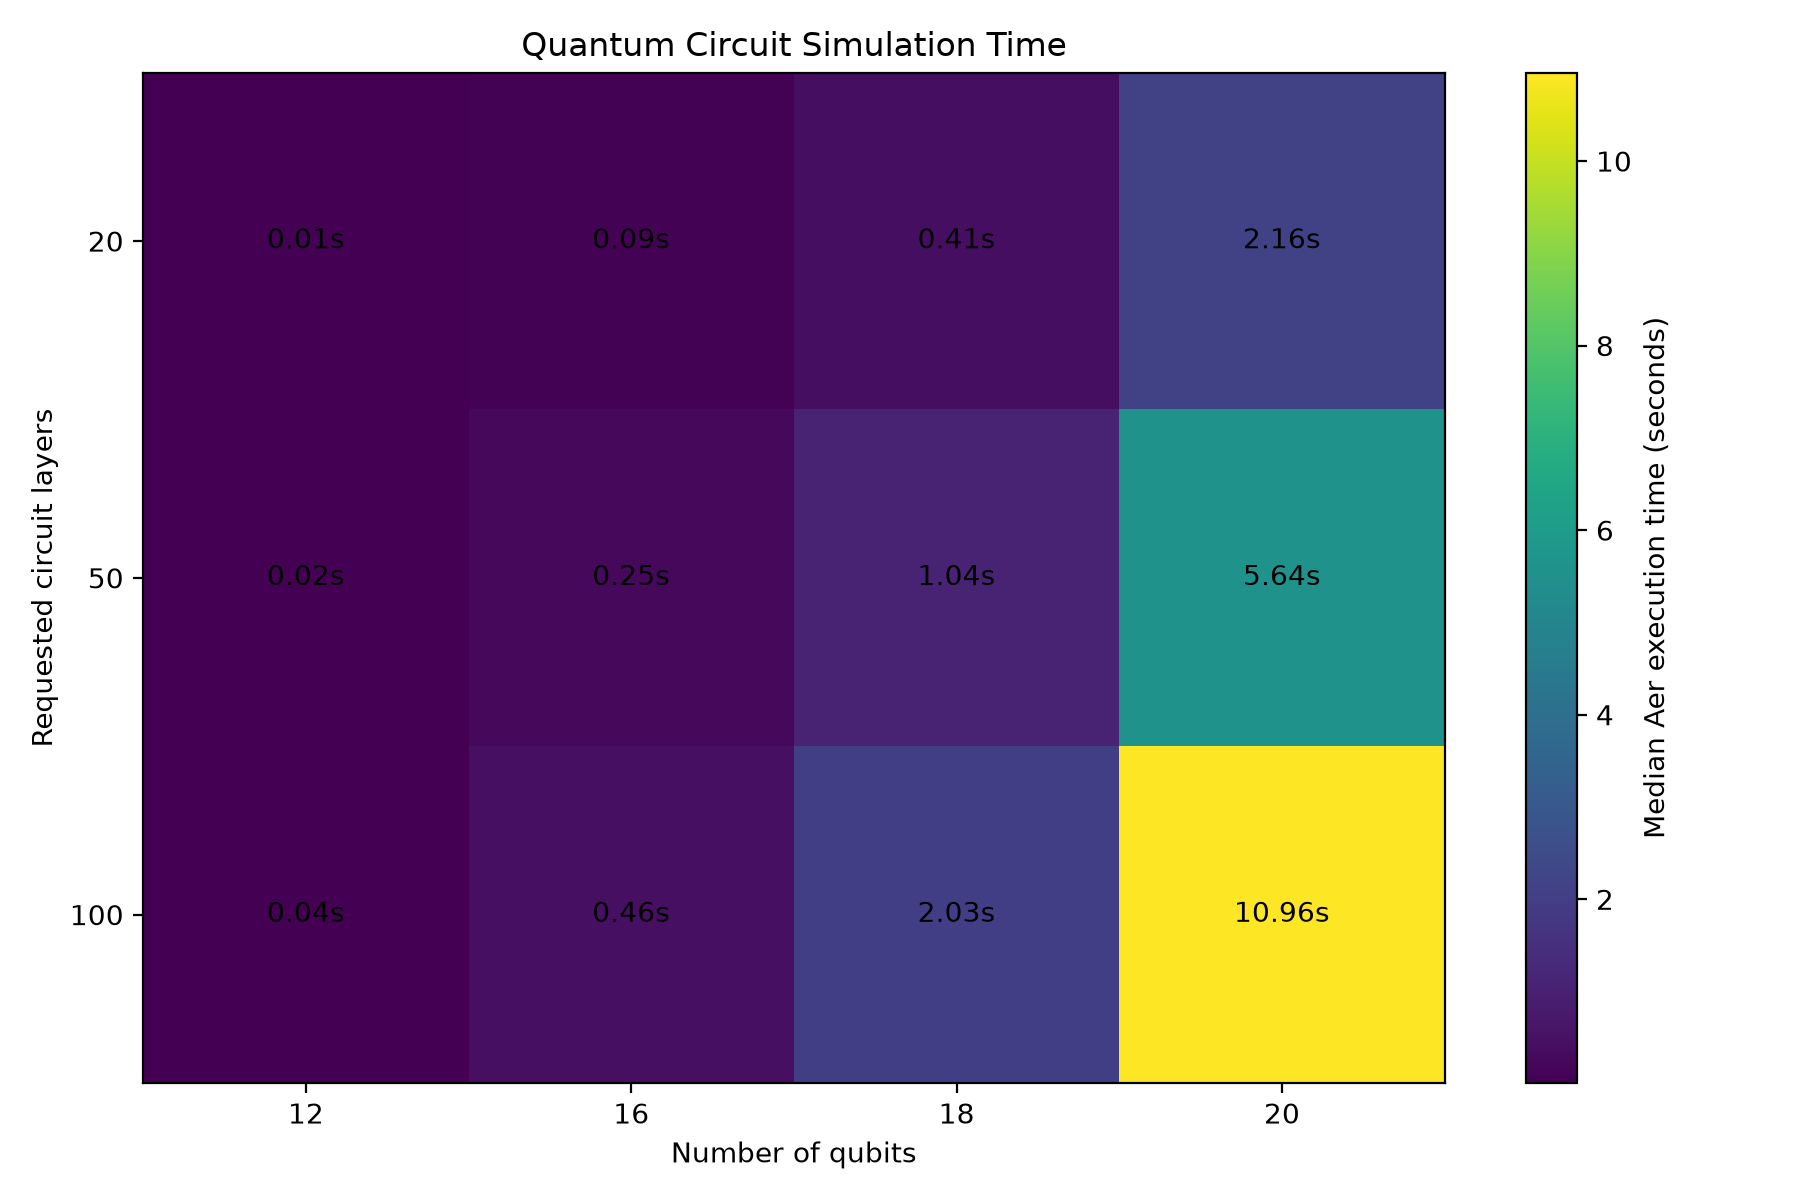 Quantum Circuit Simulation Time
Requested circuit layers
20
0.01s 0.09s 0.41s 2.16s
50
0.02s 0.25s 1.04s 5.64s
100
0.04s 0.46s 2.03s 10.96s
12 16 18 20
Number of qubits
10
8
6
4
2
Median Aer execution time (seconds)